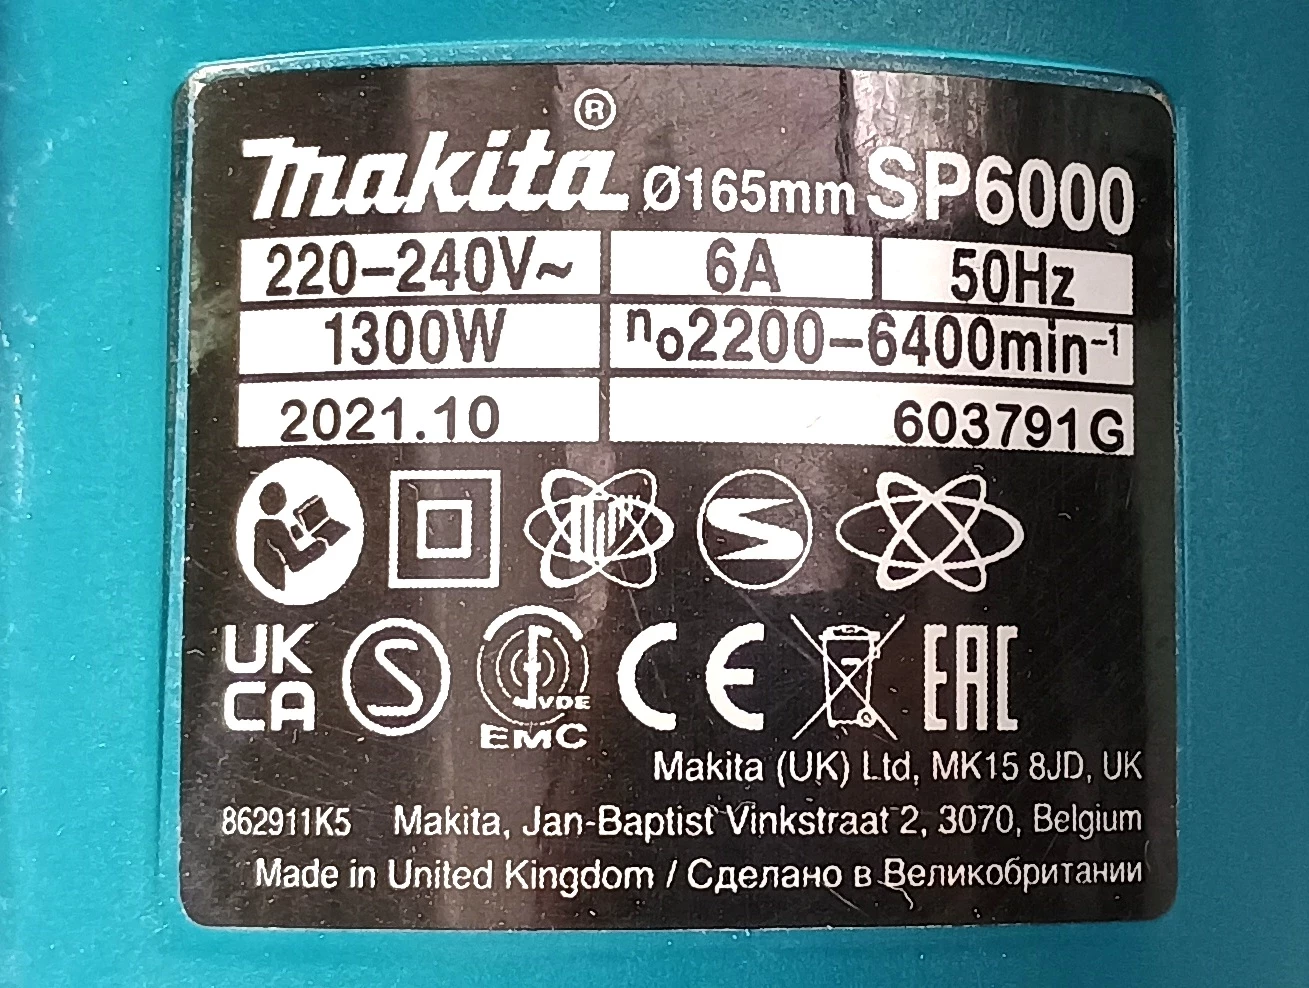 makita® Ø165mm SP6000
220–240V~ 6A 50Hz
1300W n₀2200–6400min⁻¹
2021.10 603791G
UK CA S VDE EMC CE EAC
Makita (UK) Ltd, MK15 8JD, UK
862911K5 Makita, Jan-Baptist Vinkstraat 2, 3070, Belgium
Made in United Kingdom / Сделано в Великобритании